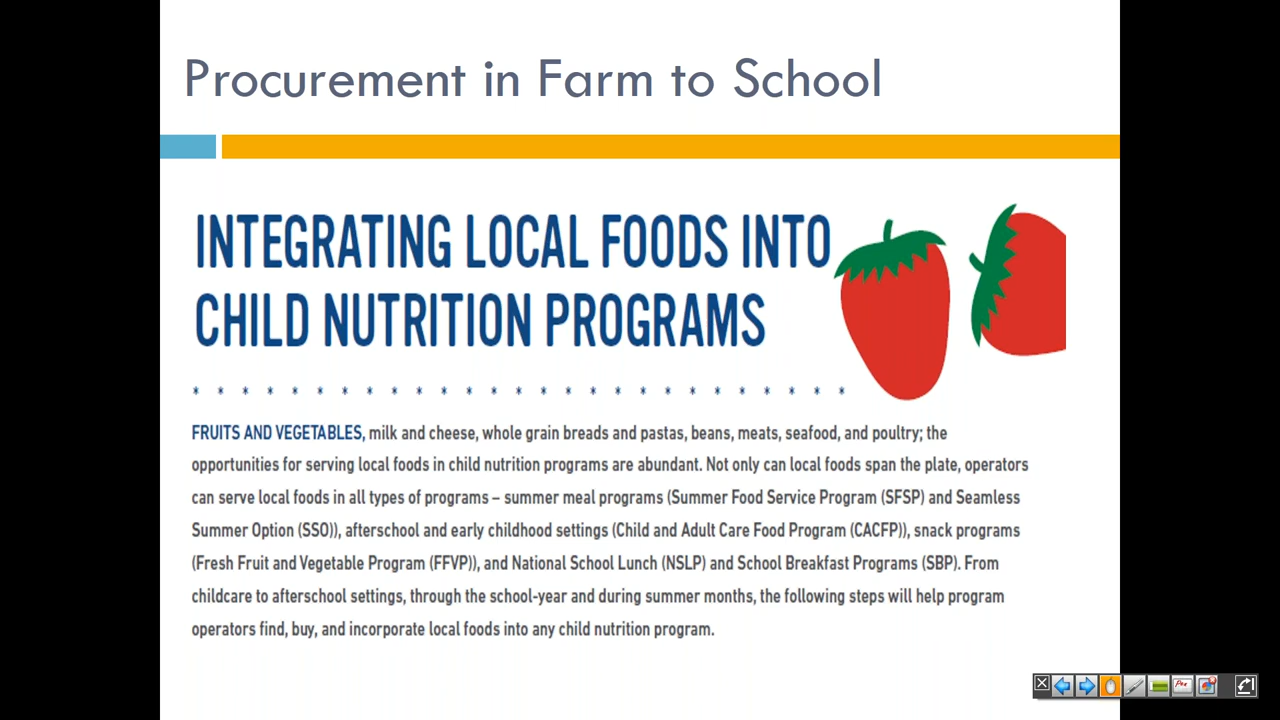 Procurement in Farm to School
INTEGRATING LOCAL FOODS INTO
CHILD NUTRITION PROGRAMS
* * * * * * * * * * * * * * * * * * * * * * * * * * *
FRUITS AND VEGETABLES, milk and cheese, whole grain breads and pastas, beans, meats, seafood, and poultry; the
opportunities for serving local foods in child nutrition programs are abundant. Not only can local foods span the plate, operators
can serve local foods in all types of programs – summer meal programs (Summer Food Service Program (SFSP) and Seamless
Summer Option (SSO)), afterschool and early childhood settings (Child and Adult Care Food Program (CACFP)), snack programs
(Fresh Fruit and Vegetable Program (FFVP)), and National School Lunch (NSLP) and School Breakfast Programs (SBP). From
childcare to afterschool settings, through the school-year and during summer months, the following steps will help program
operators find, buy, and incorporate local foods into any child nutrition program.